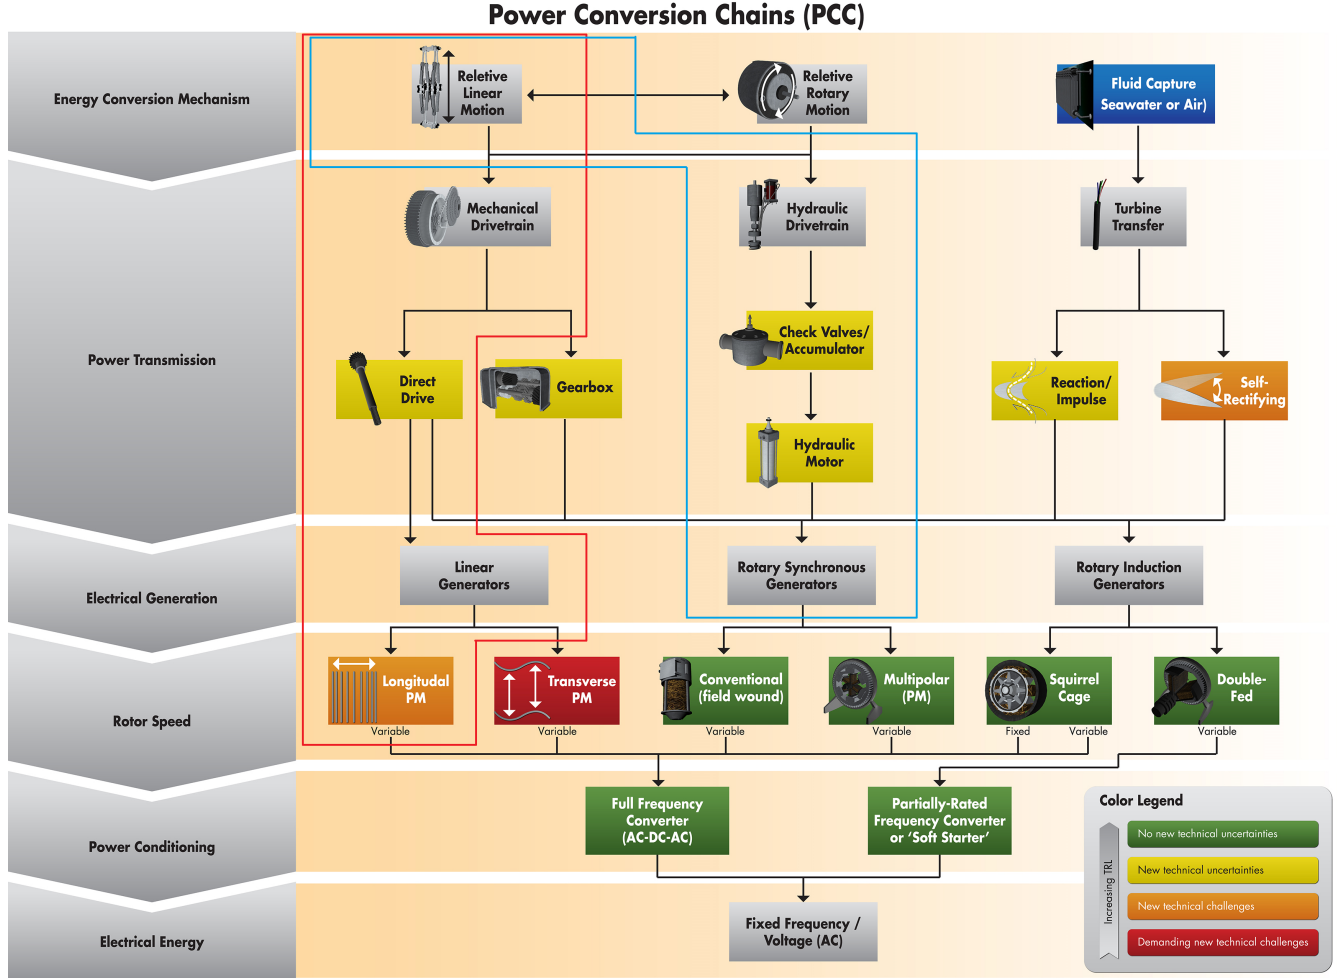 Power Conversion Chains (PCC)
Energy Conversion Mechanism
Reletive
Linear
Motion
Reletive
Rotary
Motion
Fluid Capture
Seawater or Air)
Power Transmission
Mechanical
Drivetrain
Hydraulic
Drivetrain
Turbine
Transfer
Check Valves/
Accumulator
Direct
Drive
Gearbox
Reaction/
Impulse
Self-
Rectifying
Hydraulic
Motor
Electrical Generation
Linear
Generators
Rotary Synchronous
Generators
Rotary Induction
Generators
Rotor Speed
Longitudal
PM
Variable
Transverse
PM
Variable
Conventional
(field wound)
Variable
Multipolar
(PM)
Variable
Squirrel
Cage
Fixed
Variable
Double-
Fed
Variable
Power Conditioning
Full Frequency
Converter
(AC-DC-AC)
Partially-Rated
Frequency Converter
or ‘Soft Starter’
Electrical Energy
Fixed Frequency /
Voltage (AC)
Color Legend
Increasing TRL
No new technical uncertainties
New technical uncertainties
New technical challenges
Demanding new technical challenges